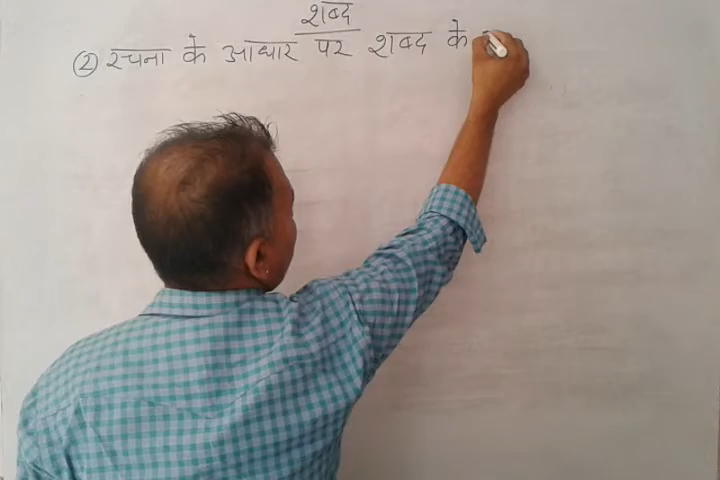 शब्द
② रचना के आधार पर शब्द के